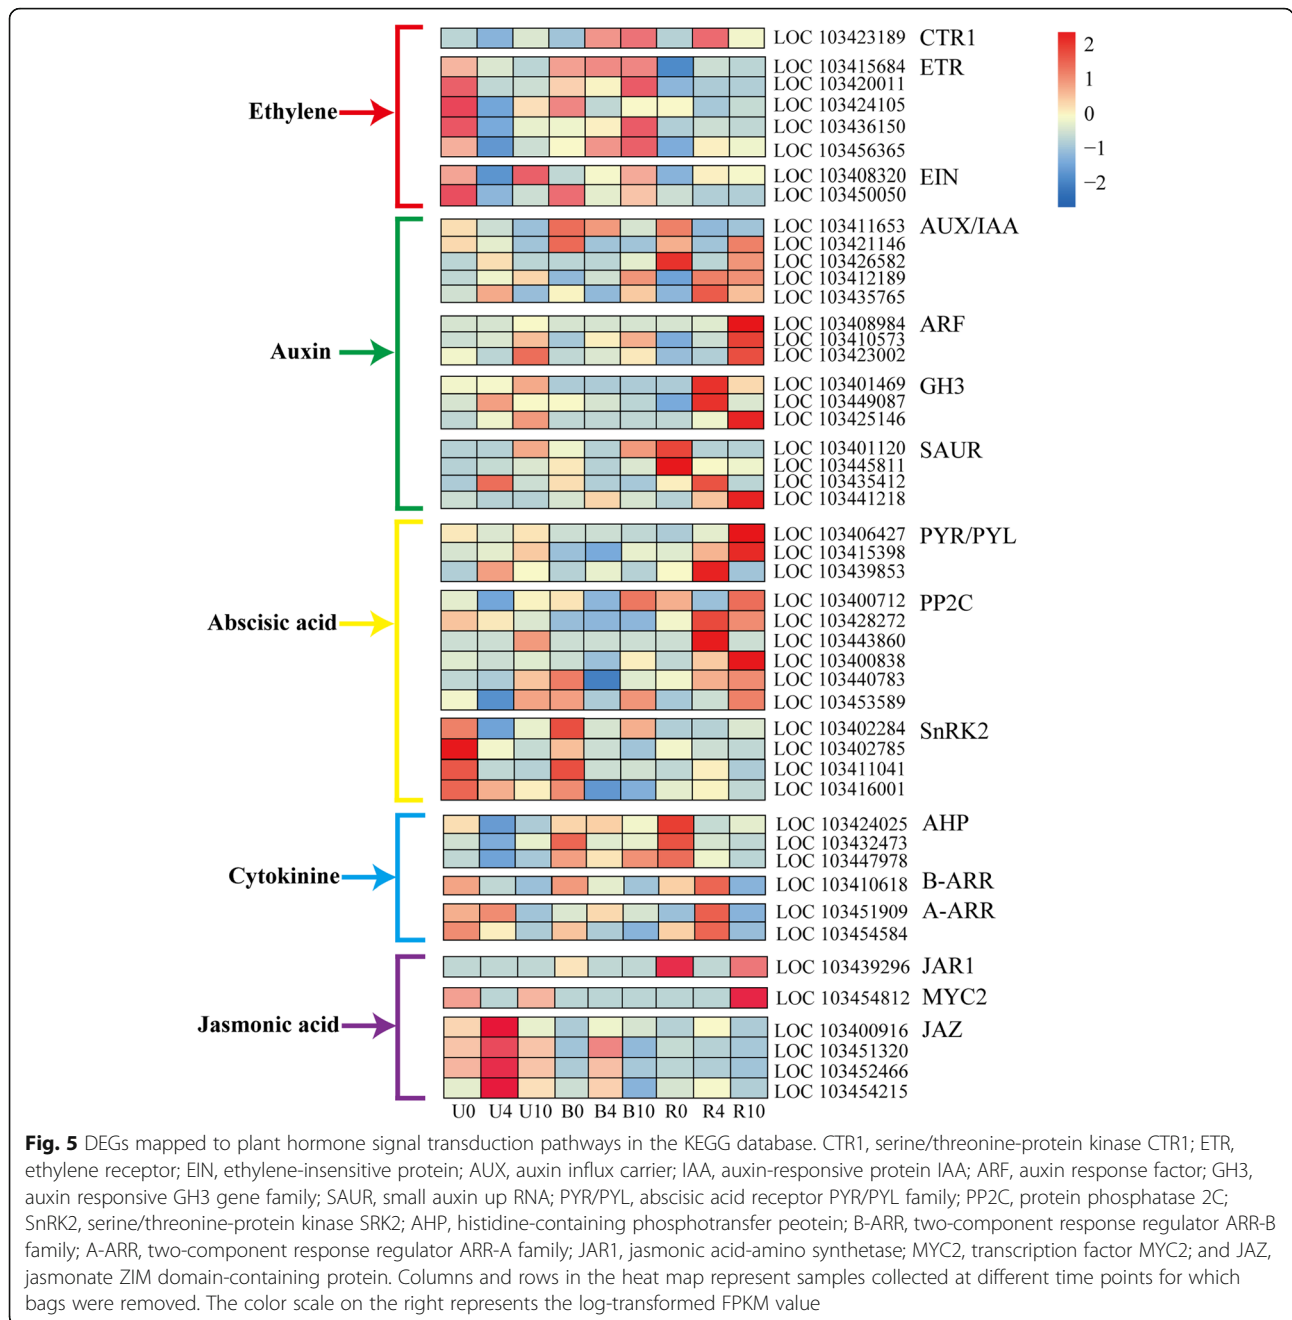 LOC 103423189 CTR1
2
LOC 103415684 ETR
1
LOC 103420011
Ethylene
LOC 103424105
0
LOC 103436150
−1
LOC 103456365
LOC 103408320 EIN
−2
LOC 103450050
LOC 103411653 AUX/IAA
LOC 103421146
LOC 103426582
LOC 103412189
LOC 103435765
LOC 103408984 ARF
LOC 103410573
Auxin
LOC 103423002
LOC 103401469 GH3
LOC 103449087
LOC 103425146
LOC 103401120 SAUR
LOC 103445811
LOC 103435412
LOC 103441218
LOC 103406427 PYR/PYL
LOC 103415398
LOC 103439853
LOC 103400712 PP2C
Abscisic acid
LOC 103428272
LOC 103443860
LOC 103400838
LOC 103440783
LOC 103453589
LOC 103402284 SnRK2
LOC 103402785
LOC 103411041
LOC 103416001
LOC 103424025 AHP
LOC 103432473
LOC 103447978
Cytokinine
LOC 103410618 B-ARR
LOC 103451909 A-ARR
LOC 103454584
LOC 103439296 JAR1
LOC 103454812 MYC2
Jasmonic acid
LOC 103400916 JAZ
LOC 103451320
LOC 103452466
LOC 103454215
U0 U4 U10 B0 B4 B10 R0 R4 R10
Fig. 5 DEGs mapped to plant hormone signal transduction pathways in the KEGG database. CTR1, serine/threonine-protein kinase CTR1; ETR,
ethylene receptor; EIN, ethylene-insensitive protein; AUX, auxin influx carrier; IAA, auxin-responsive protein IAA; ARF, auxin response factor; GH3,
auxin responsive GH3 gene family; SAUR, small auxin up RNA; PYR/PYL, abscisic acid receptor PYR/PYL family; PP2C, protein phosphatase 2C;
SnRK2, serine/threonine-protein kinase SRK2; AHP, histidine-containing phosphotransfer peotein; B-ARR, two-component response regulator ARR-B
family; A-ARR, two-component response regulator ARR-A family; JAR1, jasmonic acid-amino synthetase; MYC2, transcription factor MYC2; and JAZ,
jasmonate ZIM domain-containing protein. Columns and rows in the heat map represent samples collected at different time points for which
bags were removed. The color scale on the right represents the log-transformed FPKM value